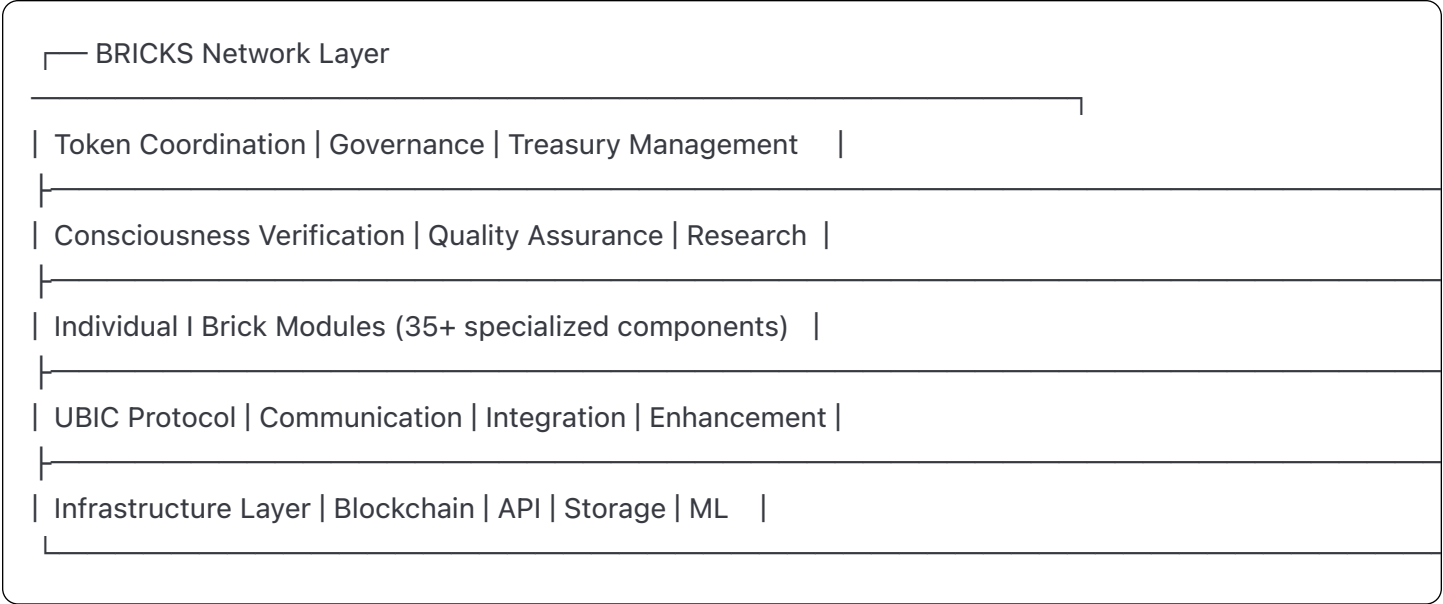 ┌── BRICKS Network Layer
─────────────────────────────────────────┐
│ Token Coordination | Governance | Treasury Management │
├─────────────────────────────────────────
│ Consciousness Verification | Quality Assurance | Research │
├─────────────────────────────────────────
│ Individual I Brick Modules (35+ specialized components) │
├─────────────────────────────────────────
│ UBIC Protocol | Communication | Integration | Enhancement │
├─────────────────────────────────────────
│ Infrastructure Layer | Blockchain | API | Storage | ML │
└─────────────────────────────────────────